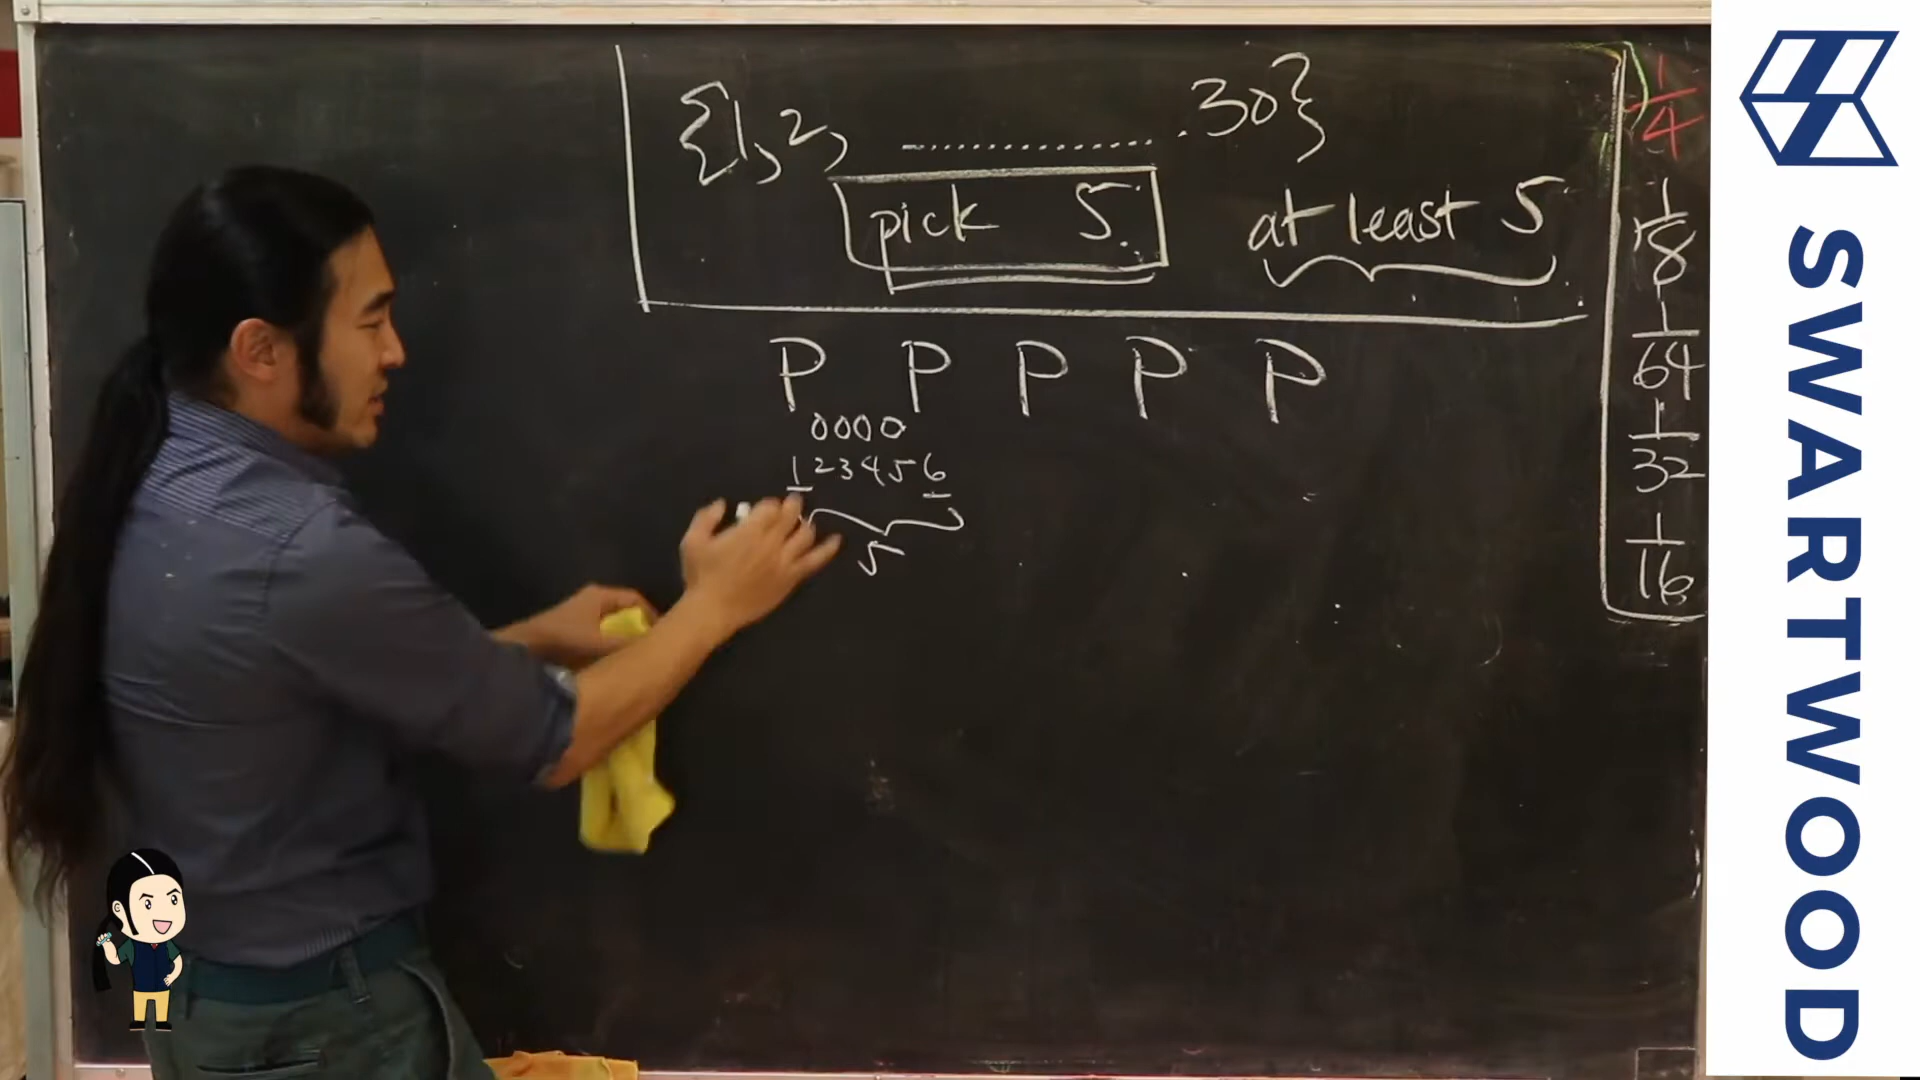 {1, 2, ............... .30}
pick 5
at least 5
P P P P P
0000
123456
5
1/4
1/8
1/64
1/32
1/16
SWARTWOOD